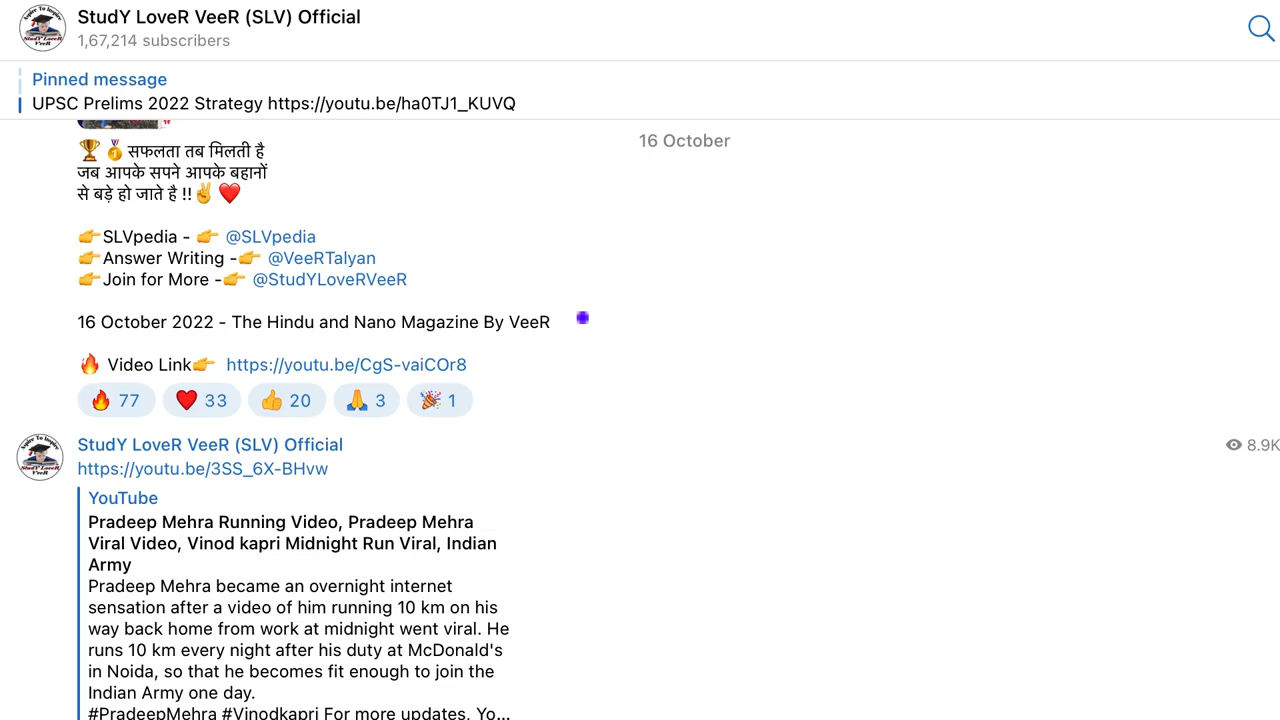 StudY LoveR VeeR (SLV) Official
1,67,214 subscribers
Pinned message
UPSC Prelims 2022 Strategy https://youtu.be/ha0TJ1_KUVQ
16 October
🏆🥇सफलता तब मिलती है
जब आपके सपने आपके बहानों
से बड़े हो जाते है !!✌️❤️
👉SLVpedia - 👉 @SLVpedia
👉Answer Writing -👉 @VeeRTalyan
👉Join for More -👉 @StudYLoveRVeeR
16 October 2022 - The Hindu and Nano Magazine By VeeR
🔥 Video Link👉 https://youtu.be/CgS-vaiCOr8
🔥 77 ❤️ 33 👍 20 🙏 3 🎉 1
StudY LoveR VeeR (SLV) Official
8.9K
https://youtu.be/3SS_6X-BHvw
YouTube
Pradeep Mehra Running Video, Pradeep Mehra
Viral Video, Vinod kapri Midnight Run Viral, Indian
Army
Pradeep Mehra became an overnight internet
sensation after a video of him running 10 km on his
way back home from work at midnight went viral. He
runs 10 km every night after his duty at McDonald's
in Noida, so that he becomes fit enough to join the
Indian Army one day.
#PradeepMehra #Vinodkapri For more updates, Yo...